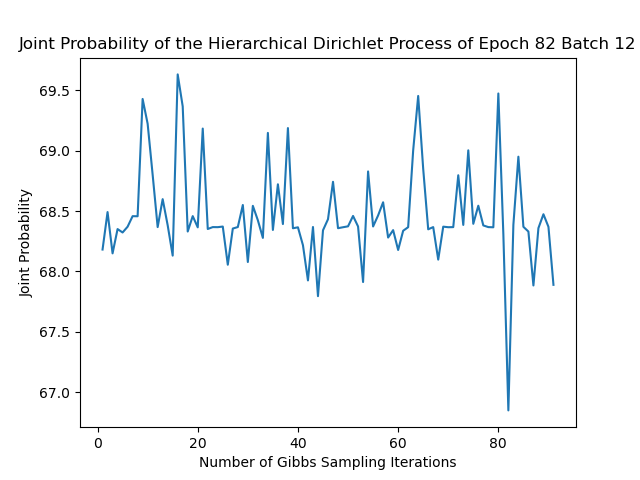 Joint Probability of the Hierarchical Dirichlet Process of Epoch 82 Batch 12
69.5
69.0
68.5
68.0
67.5
67.0
Joint Probability
0 20 40 60 80
Number of Gibbs Sampling Iterations